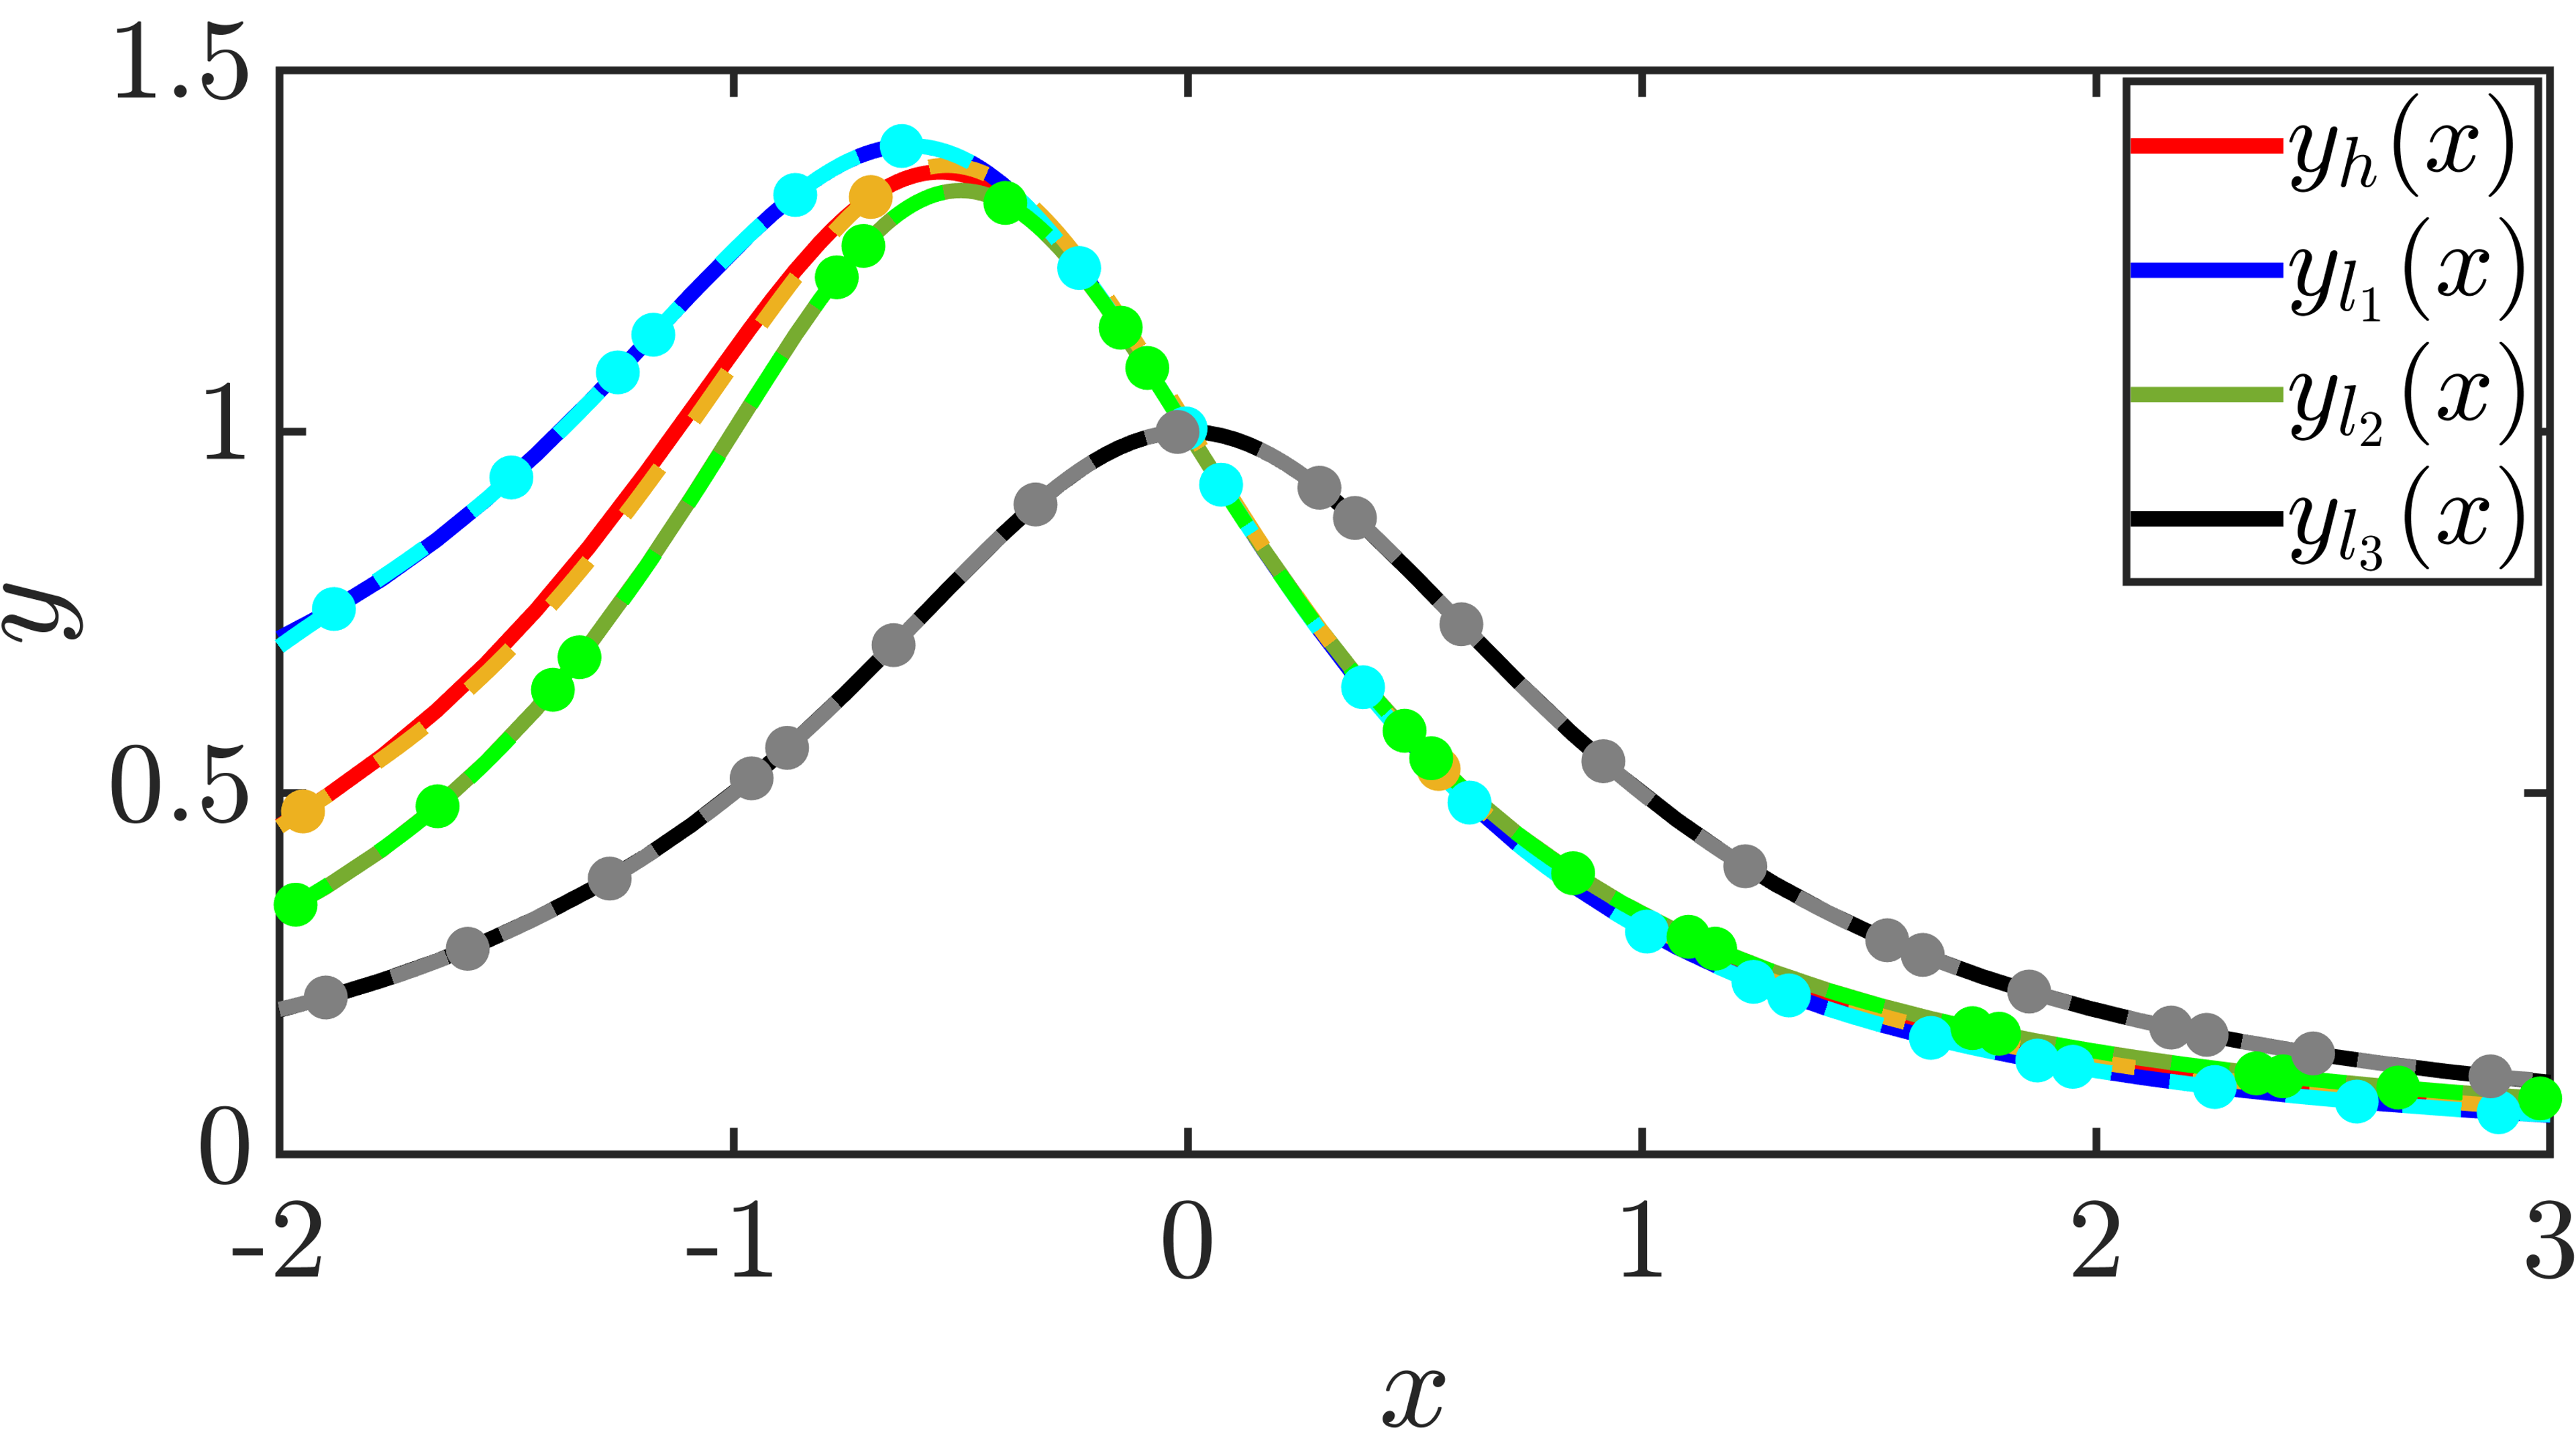 1.5
1
0.5
0
y
-2 -1 0 1 2 3
x
y_h(x)
y_{l_1}(x)
y_{l_2}(x)
y_{l_3}(x)